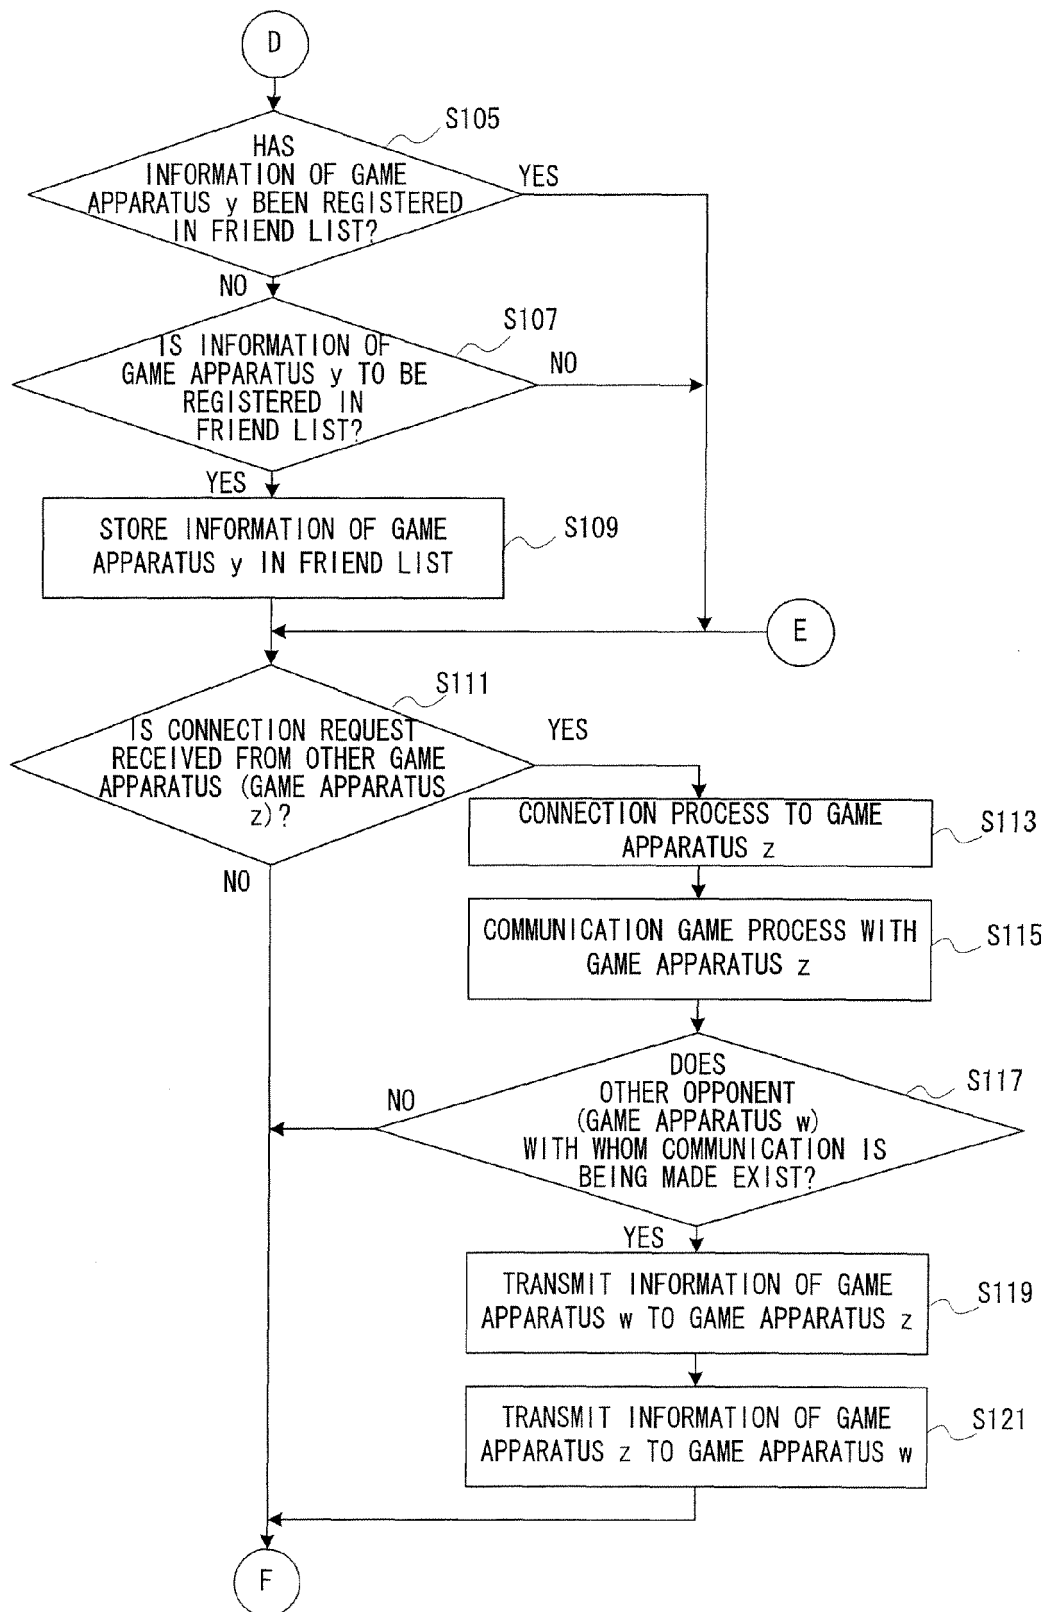 D
S105
HAS
INFORMATION OF GAME
APPARATUS y BEEN REGISTERED
IN FRIEND LIST?
YES
NO
S107
IS INFORMATION OF
GAME APPARATUS y TO BE
REGISTERED IN
FRIEND LIST?
NO
YES
STORE INFORMATION OF GAME
APPARATUS y IN FRIEND LIST
S109
E
S111
IS CONNECTION REQUEST
RECEIVED FROM OTHER GAME
APPARATUS (GAME APPARATUS
z)?
YES
NO
CONNECTION PROCESS TO GAME
APPARATUS z
S113
COMMUNICATION GAME PROCESS WITH
GAME APPARATUS z
S115
DOES
OTHER OPPONENT
(GAME APPARATUS w)
WITH WHOM COMMUNICATION IS
BEING MADE EXIST?
S117
NO
YES
TRANSMIT INFORMATION OF GAME
APPARATUS w TO GAME APPARATUS z
S119
TRANSMIT INFORMATION OF GAME
APPARATUS z TO GAME APPARATUS w
S121
F